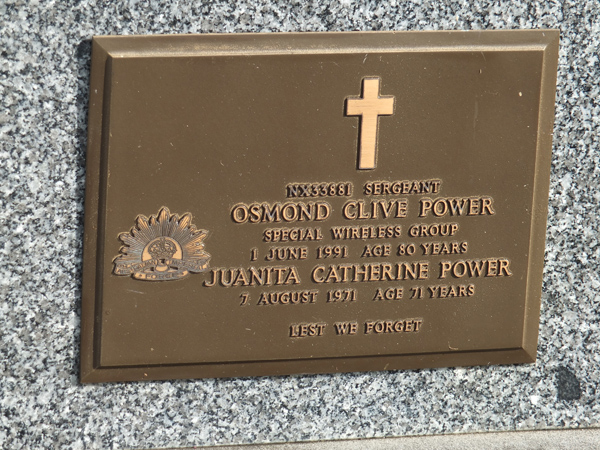 NX33881 SERGEANT
OSMOND CLIVE POWER
SPECIAL WIRELESS GROUP
1 JUNE 1991 AGE 80 YEARS
JUANITA CATHERINE POWER
7 AUGUST 1971 AGE 71 YEARS
LEST WE FORGET